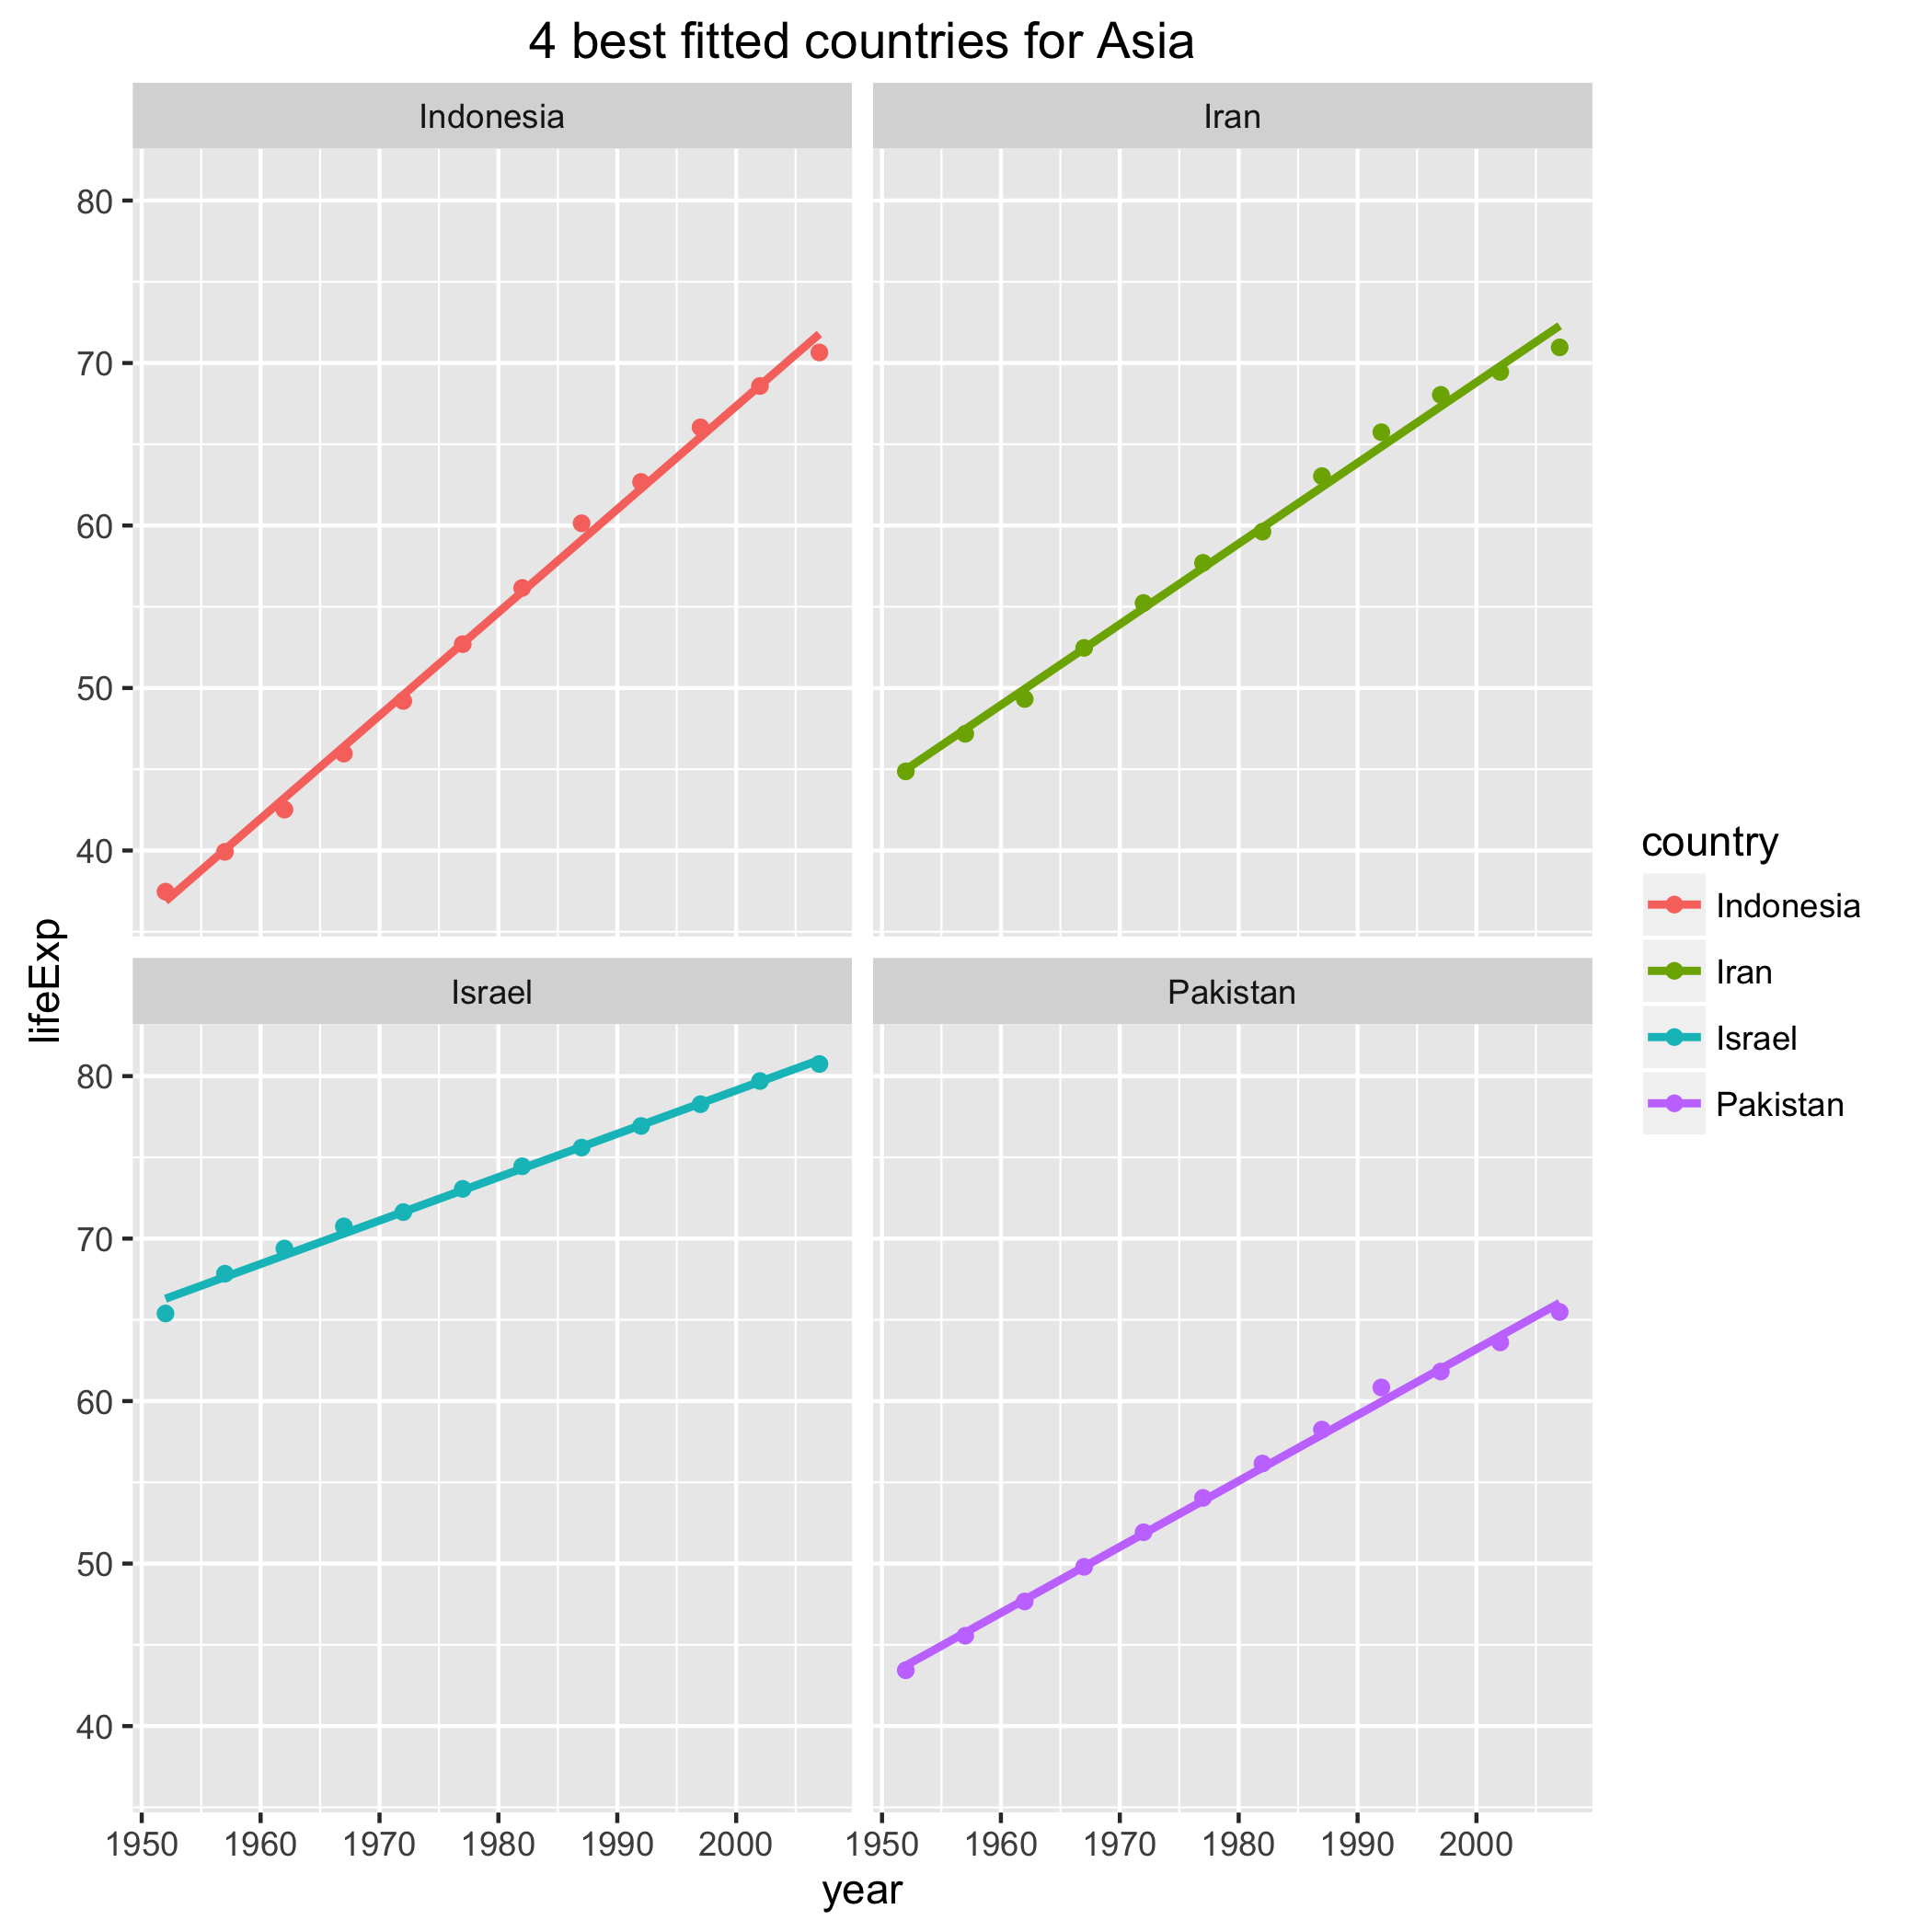 4 best fitted countries for Asia
Indonesia
Iran
80
70
60
50
40
Israel
Pakistan
80
70
60
50
40
1950 1960 1970 1980 1990 2000
1950 1960 1970 1980 1990 2000
year
lifeExp
country
Indonesia
Iran
Israel
Pakistan